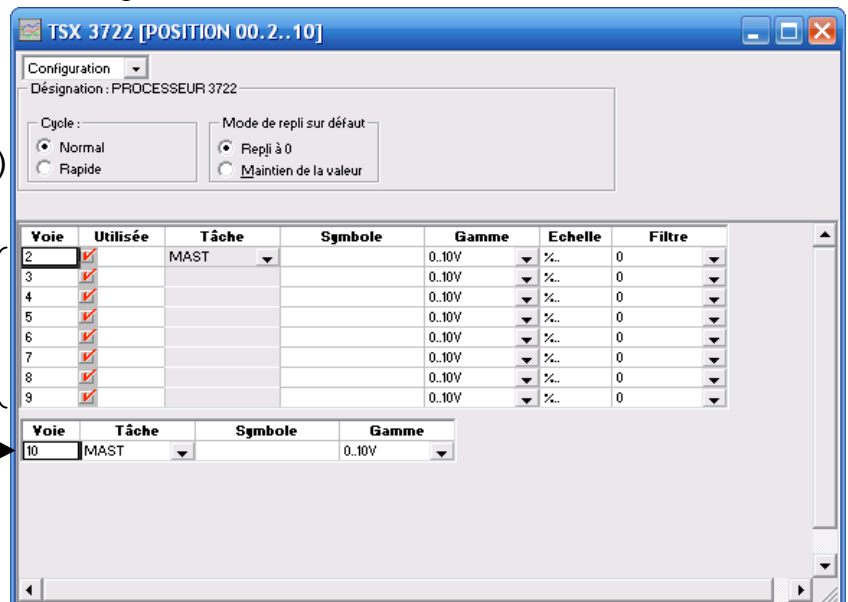 TSX 3722 [POSITION 00.2..10]
Configuration
Désignation : PROCESSEUR 3722
Cycle :
Normal
Rapide
Mode de repli sur défaut
Repli à 0
Maintien de la valeur
)
Voie Utilisée Tâche Symbole Gamme Echelle Filtre
2 MAST 0..10V %.. 0
3 0..10V %.. 0
4 0..10V %.. 0
5 0..10V %.. 0
6 0..10V %.. 0
7 0..10V %.. 0
8 0..10V %.. 0
9 0..10V %.. 0
Voie Tâche Symbole Gamme
10 MAST 0..10V